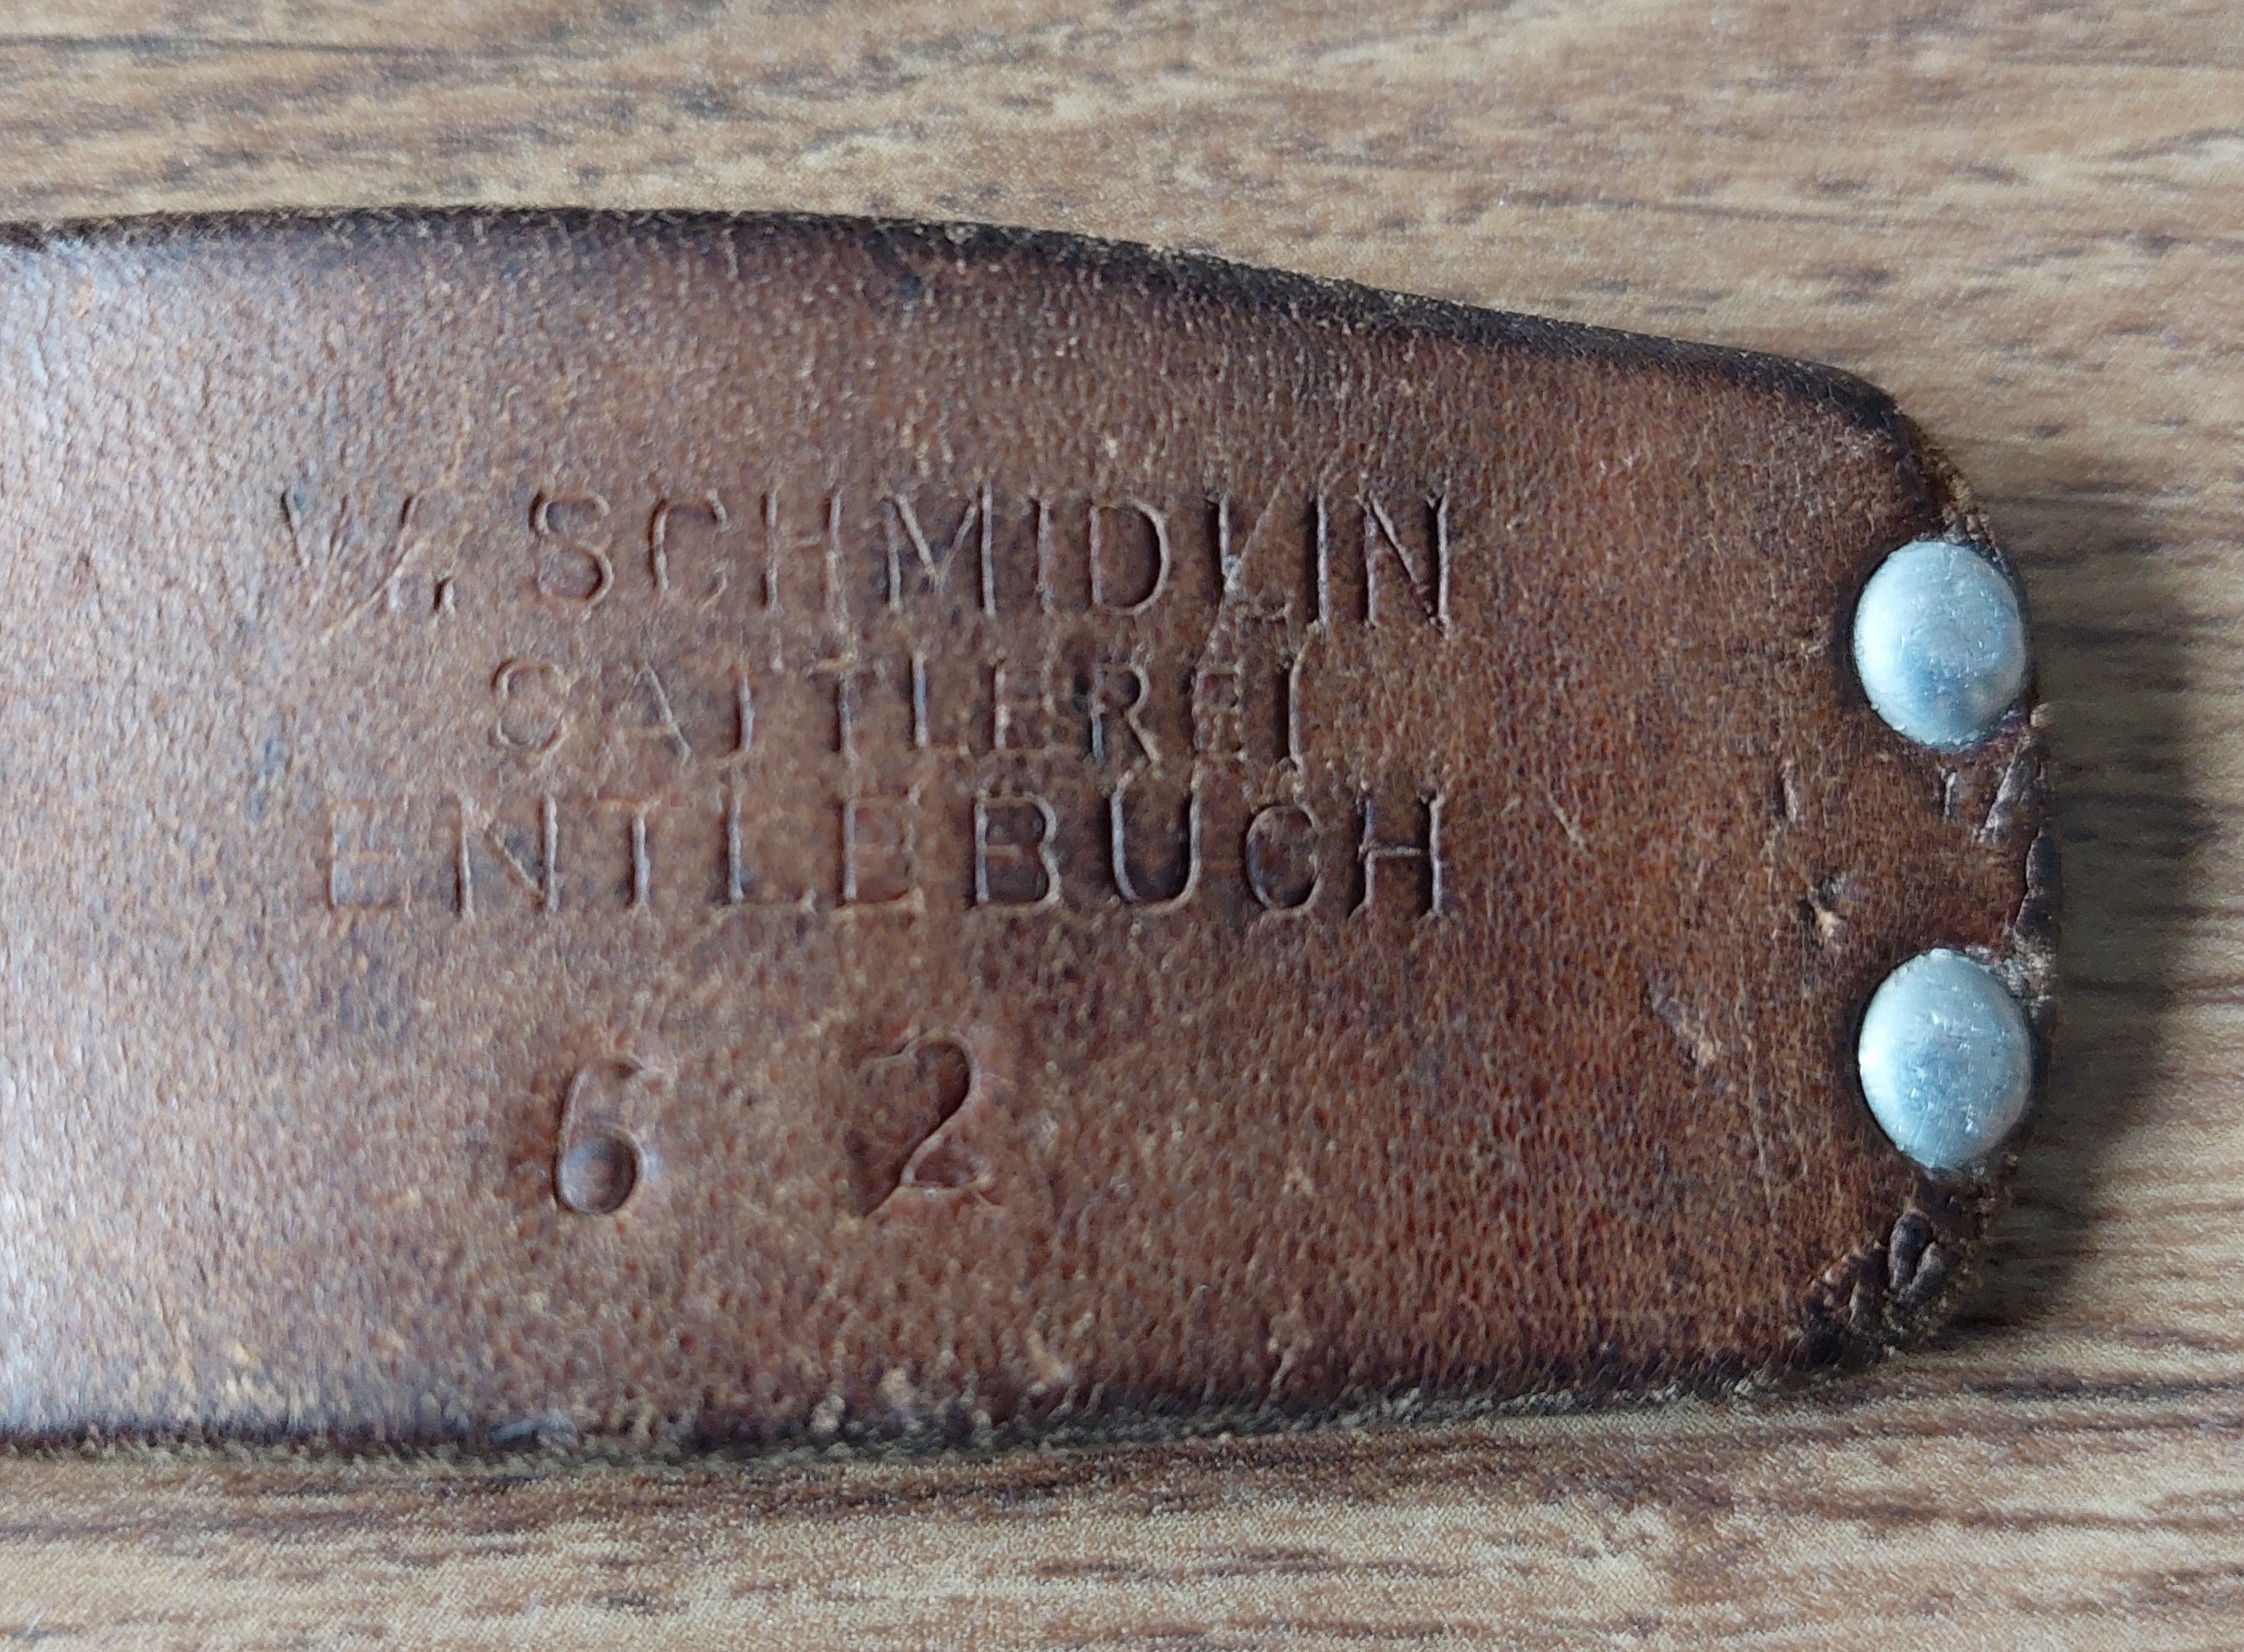 W. SCHMIDLIN
SATTLEREI
ENTLEBUCH
6 2